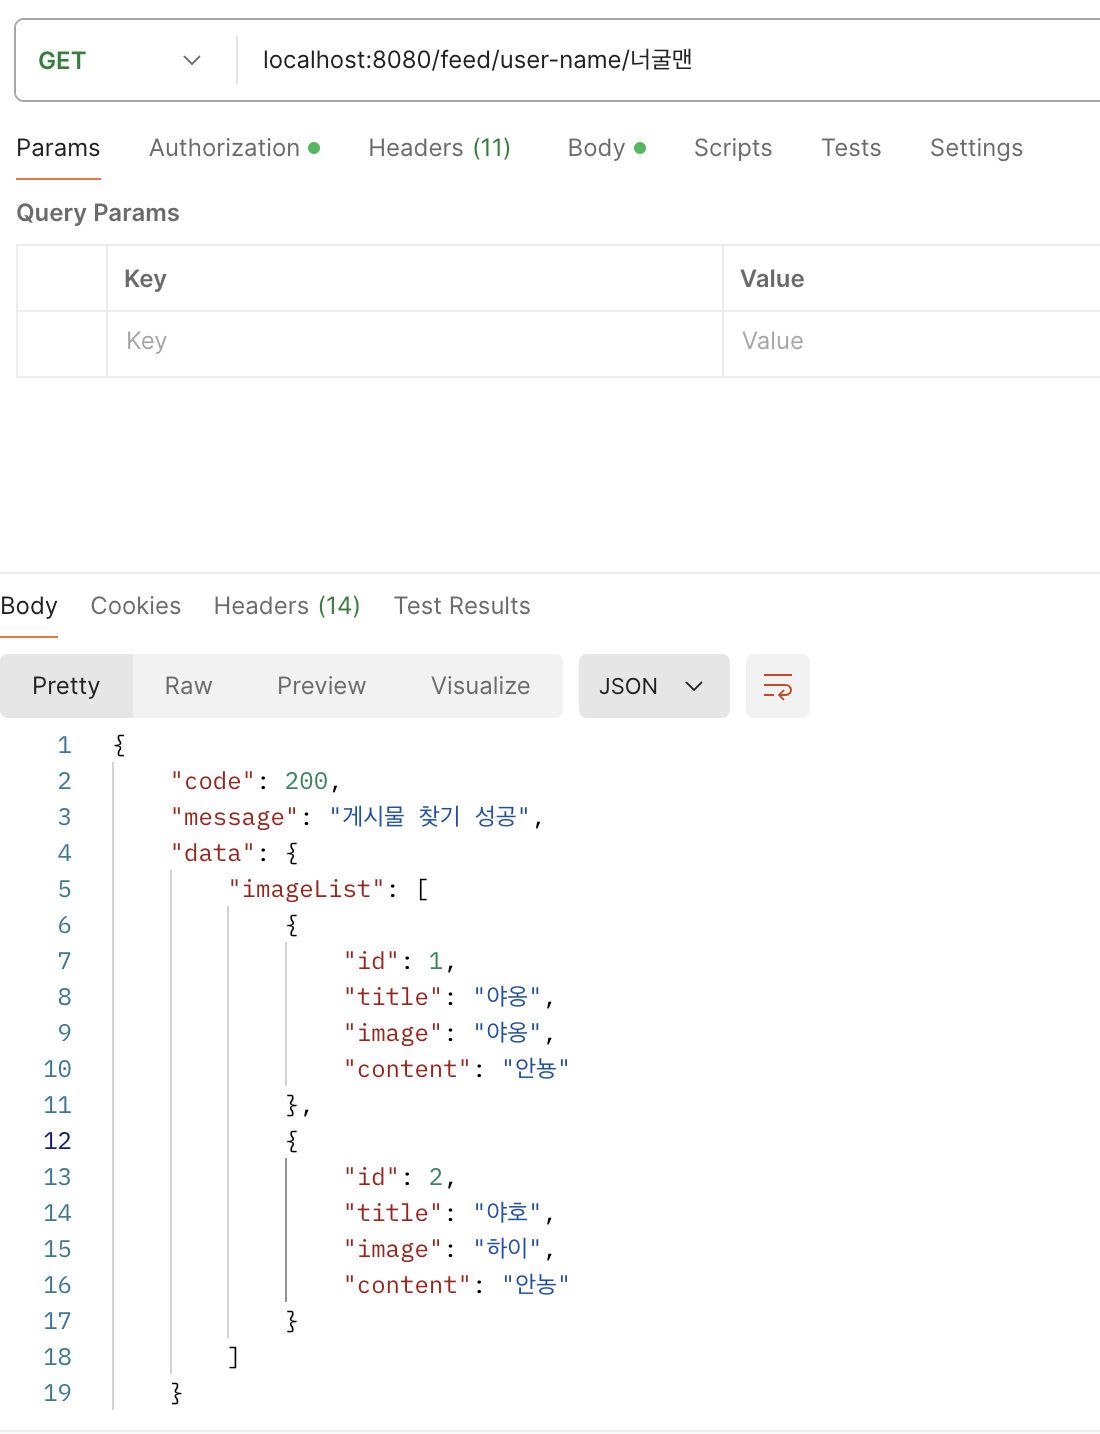 GET localhost:8080/feed/user-name/너굴맨
Params Authorization Headers (11) Body Scripts Tests Settings
Query Params
Key Value
Key Value
Body Cookies Headers (14) Test Results
Pretty Raw Preview Visualize JSON
1 {
2 "code": 200,
3 "message": "게시물 찾기 성공",
4 "data": {
5 "imageList": [
6 {
7 "id": 1,
8 "title": "야옹",
9 "image": "야옹",
10 "content": "안뇽"
11 },
12 {
13 "id": 2,
14 "title": "야호",
15 "image": "하이",
16 "content": "안농"
17 }
18 ]
19 }